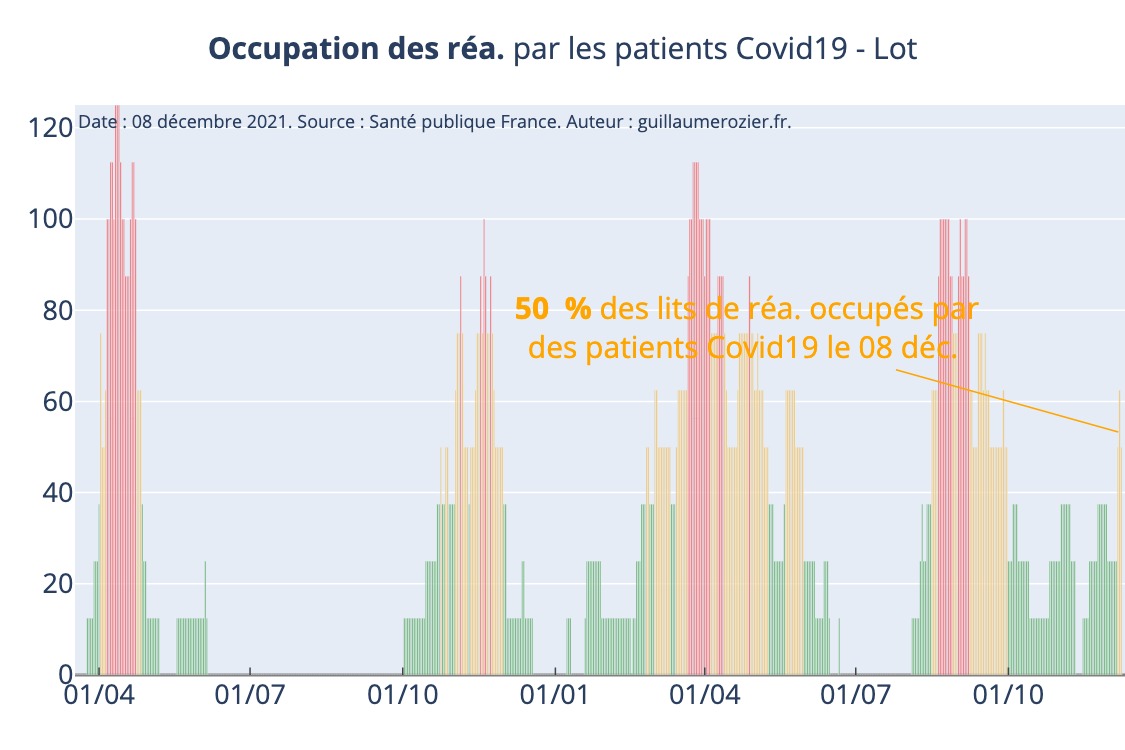 Occupation des réa. par les patients Covid19 - Lot
Date : 08 décembre 2021. Source : Santé publique France. Auteur : guillaumerozier.fr.
120
100
80
60
40
20
0
50 % des lits de réa. occupés par
des patients Covid19 le 08 déc.
01/04 01/07 01/10 01/01 01/04 01/07 01/10